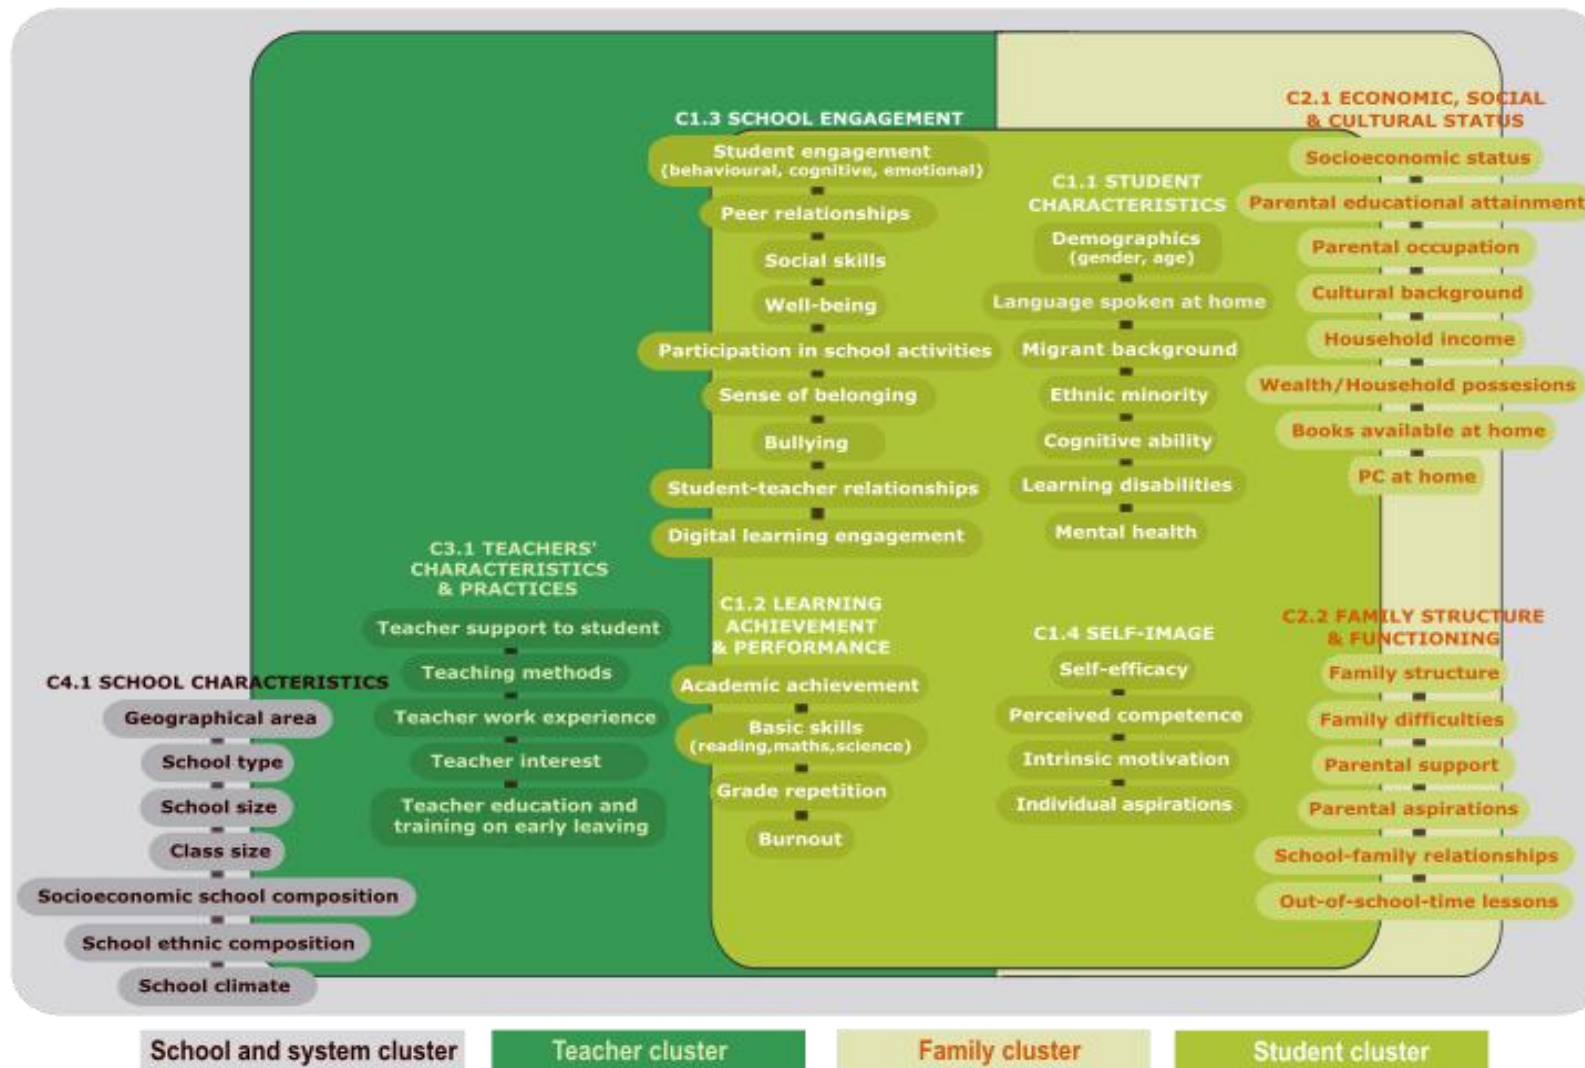 C1.3 SCHOOL ENGAGEMENT
Student engagement
(behavioural, cognitive, emotional)
Peer relationships
Social skills
Well-being
Participation in school activities
Sense of belonging
Bullying
Student-teacher relationships
Digital learning engagement
C1.1 STUDENT
CHARACTERISTICS
Demographics
(gender, age)
Language spoken at home
Migrant background
Ethnic minority
Cognitive ability
Learning disabilities
Mental health
C2.1 ECONOMIC, SOCIAL
& CULTURAL STATUS
Socioeconomic status
Parental educational attainment
Parental occupation
Cultural background
Household income
Wealth/Household possesions
Books available at home
PC at home
C4.1 SCHOOL CHARACTERISTICS
Geographical area
School type
School size
Class size
Socioeconomic school composition
School ethnic composition
School climate
C3.1 TEACHERS'
CHARACTERISTICS
& PRACTICES
Teacher support to student
Teaching methods
Teacher work experience
Teacher interest
Teacher education and
training on early leaving
C1.2 LEARNING
ACHIEVEMENT
& PERFORMANCE
Academic achievement
Basic skills
(reading,maths,science)
Grade repetition
Burnout
C1.4 SELF-IMAGE
Self-efficacy
Perceived competence
Intrinsic motivation
Individual aspirations
C2.2 FAMILY STRUCTURE
& FUNCTIONING
Family structure
Family difficulties
Parental support
Parental aspirations
School-family relationships
Out-of-school-time lessons
School and system cluster
Teacher cluster
Family cluster
Student cluster